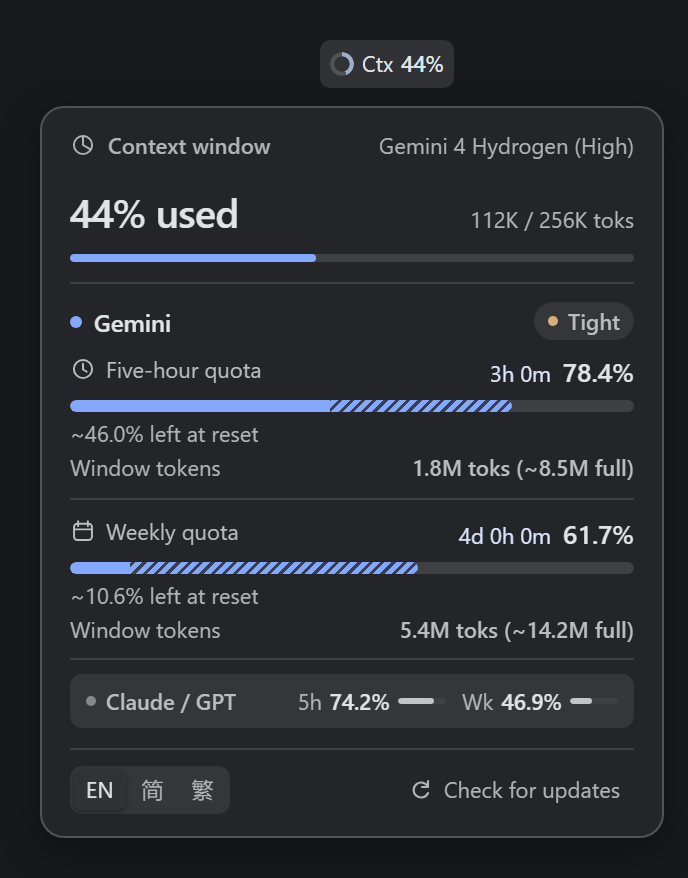 Ctx 44%
Context window Gemini 4 Hydrogen (High)
44% used 112K / 256K toks
Gemini Tight
Five-hour quota 3h 0m 78.4%
~46.0% left at reset
Window tokens 1.8M toks (~8.5M full)
Weekly quota 4d 0h 0m 61.7%
~10.6% left at reset
Window tokens 5.4M toks (~14.2M full)
Claude / GPT 5h 74.2% Wk 46.9%
EN 简 繁 Check for updates